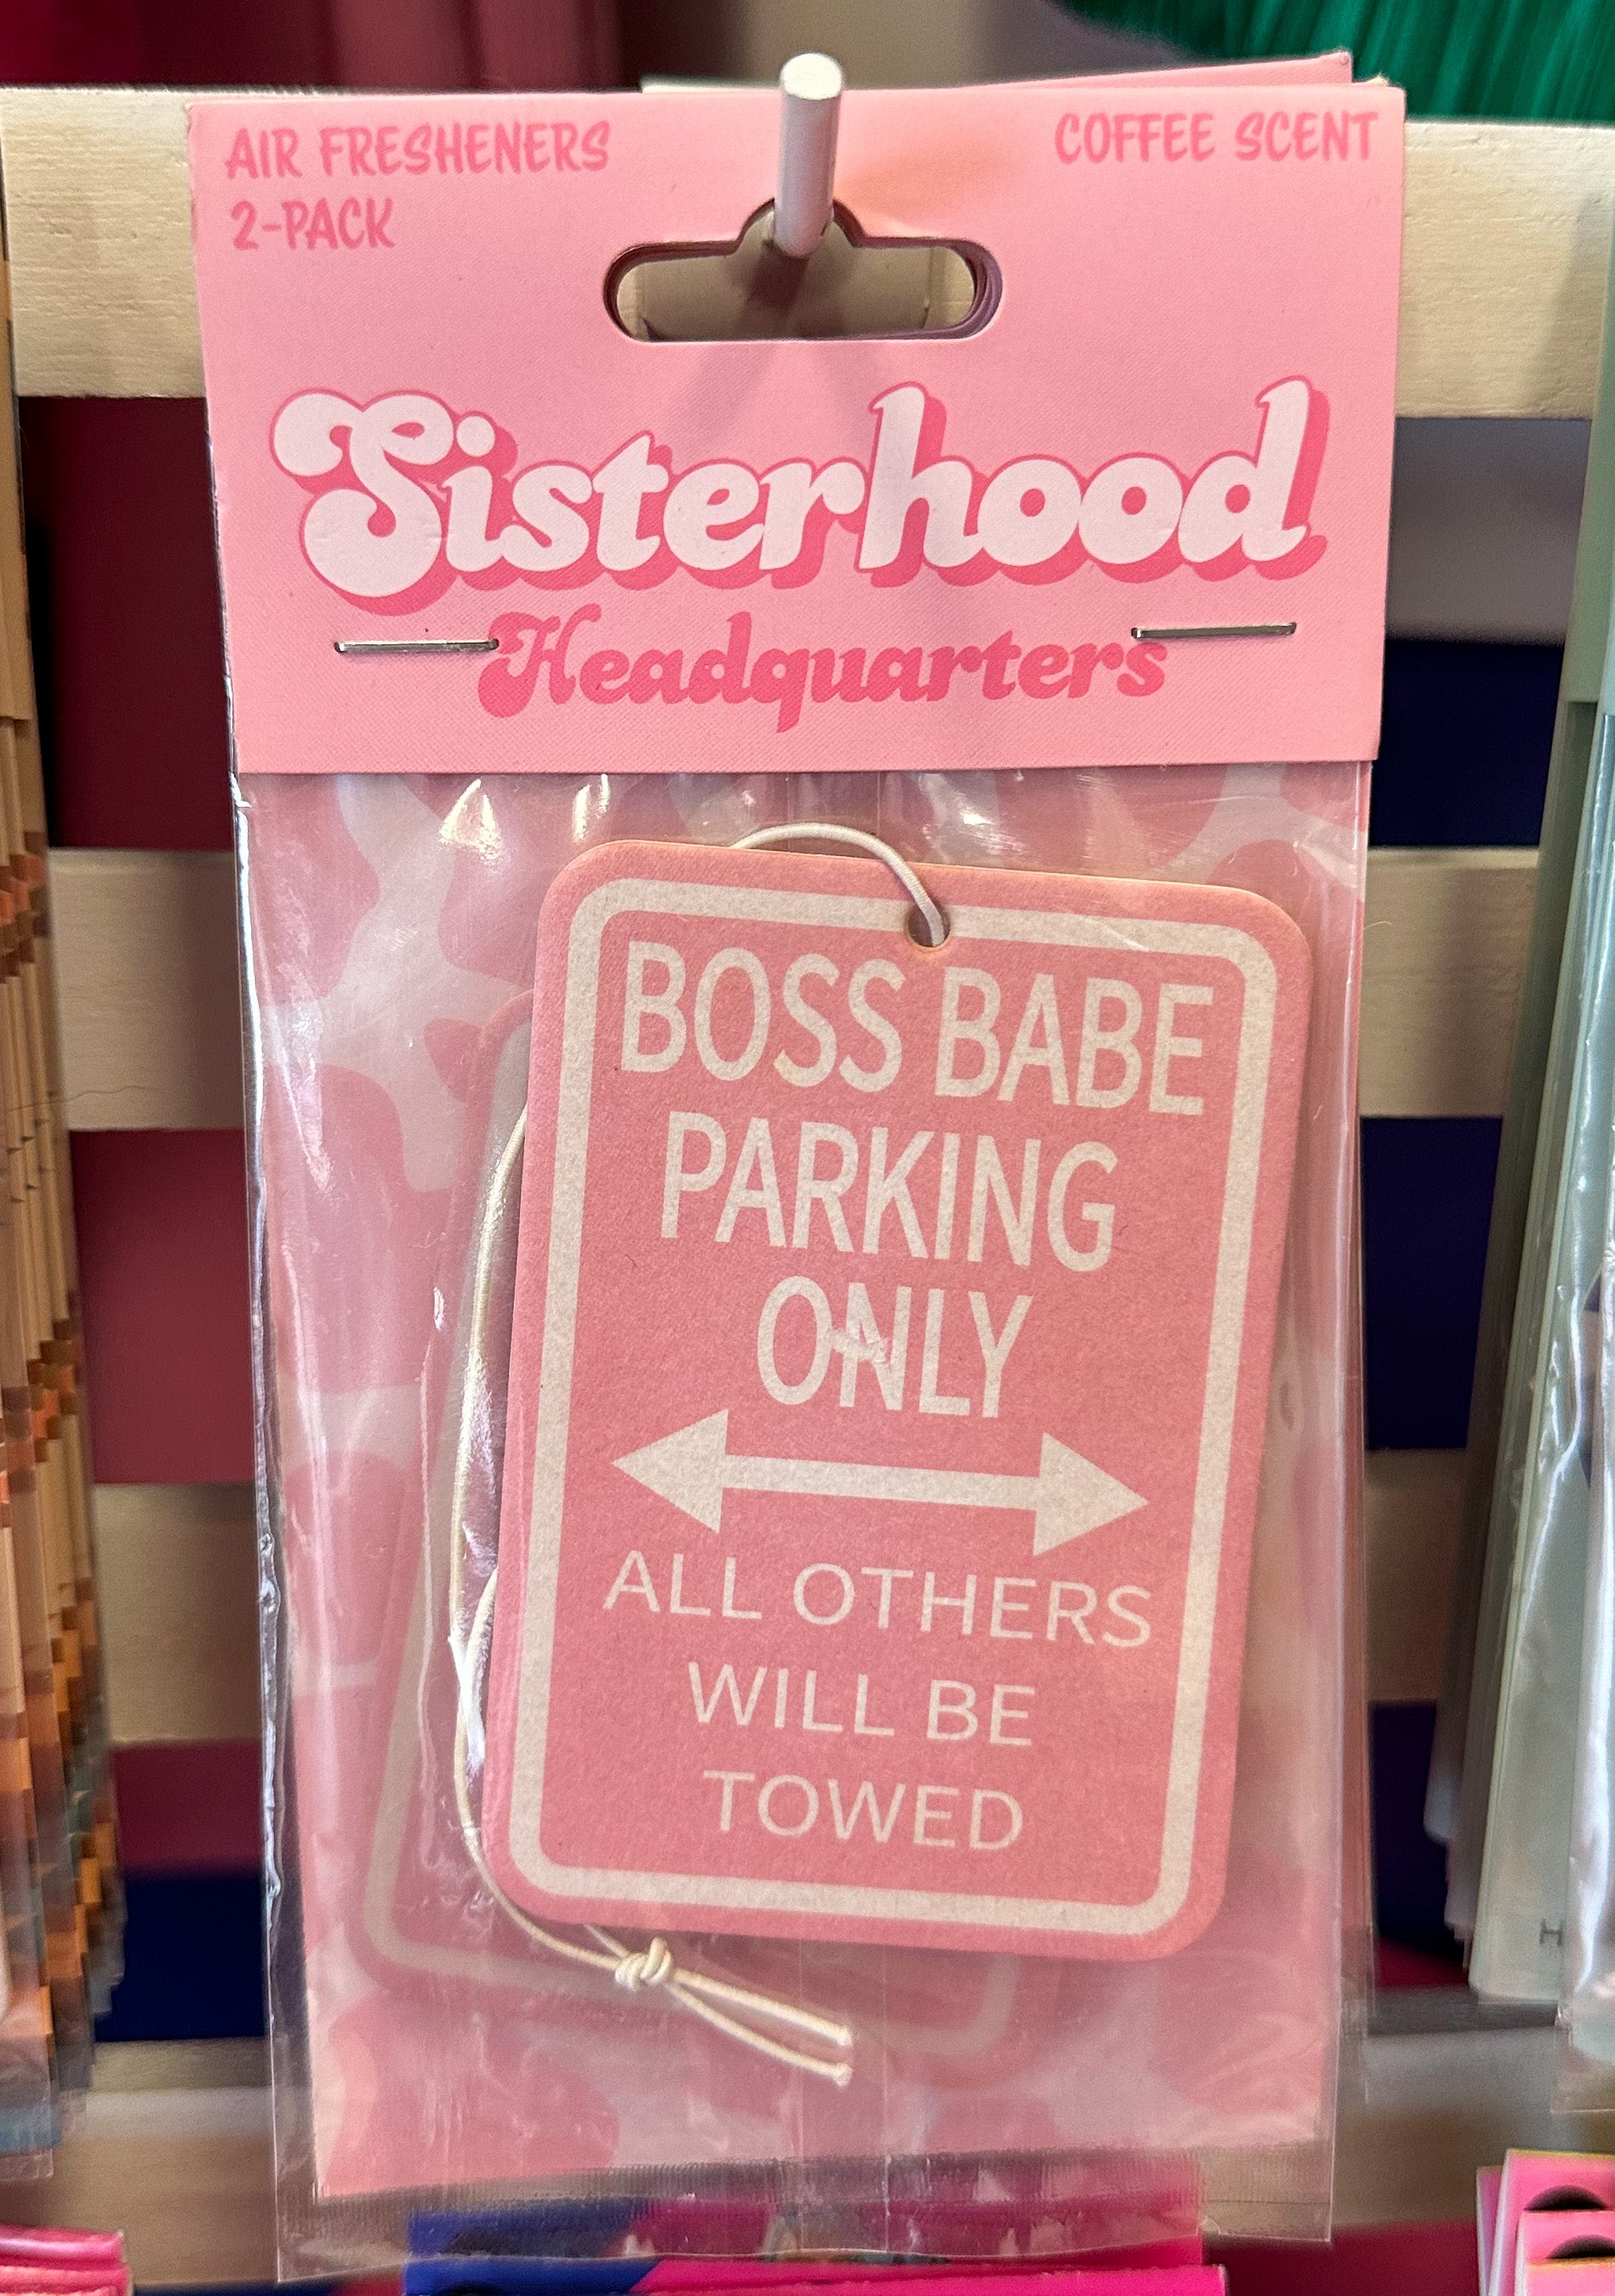 AIR FRESHENERS
2-PACK
COFFEE SCENT
Sisterhood
Headquarters
BOSS BABE
PARKING
ONLY
ALL OTHERS
WILL BE
TOWED
H